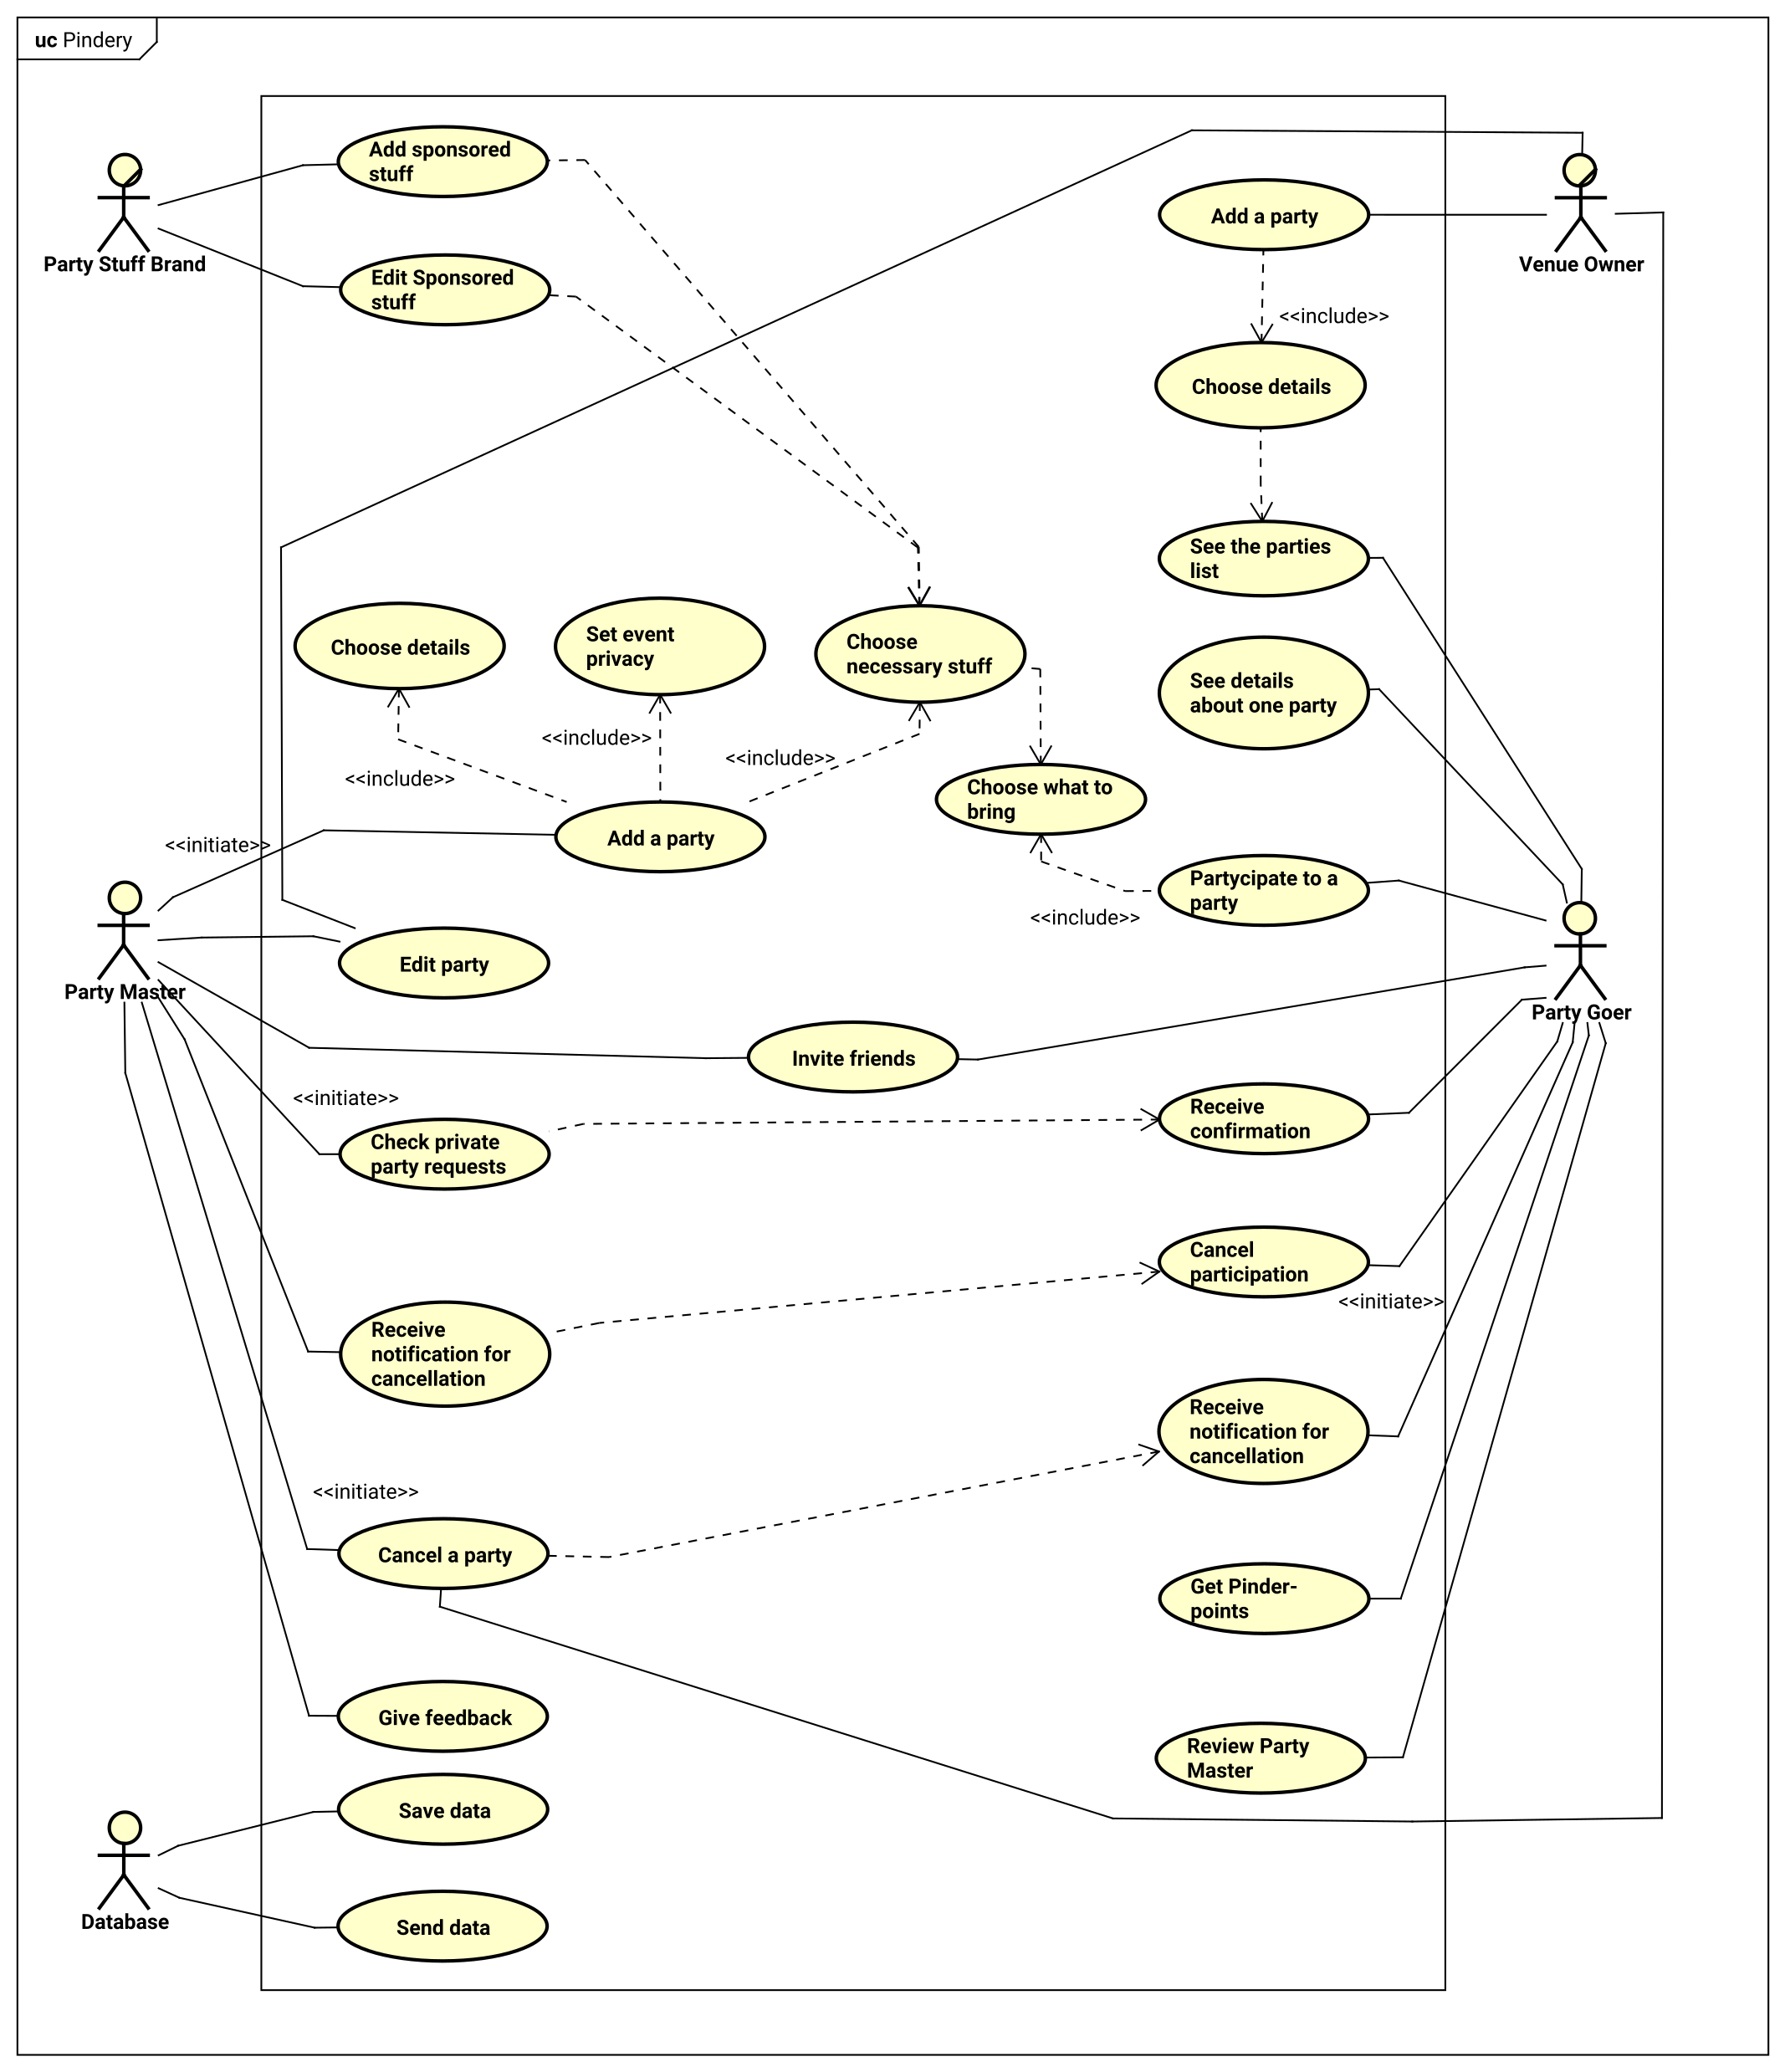 uc Pindery
Add sponsored
stuff
Party Stuff Brand
Edit Sponsored
stuff
Add a party
Venue Owner
<<include>>
Choose details
See the parties
list
Choose details
Set event
privacy
Choose
necessary stuff
See details
about one party
<<include>>
<<include>>
<<include>>
Choose what to
bring
Add a party
<<initiate>>
Partycipate to a
party
<<include>>
Party Master
Edit party
Party Goer
Invite friends
<<initiate>>
Check private
party requests
Receive
confirmation
Cancel
participation
<<initiate>>
Receive
notification for
cancellation
Receive
notification for
cancellation
<<initiate>>
Cancel a party
Get Pinder-
points
Give feedback
Review Party
Master
Save data
Database
Send data